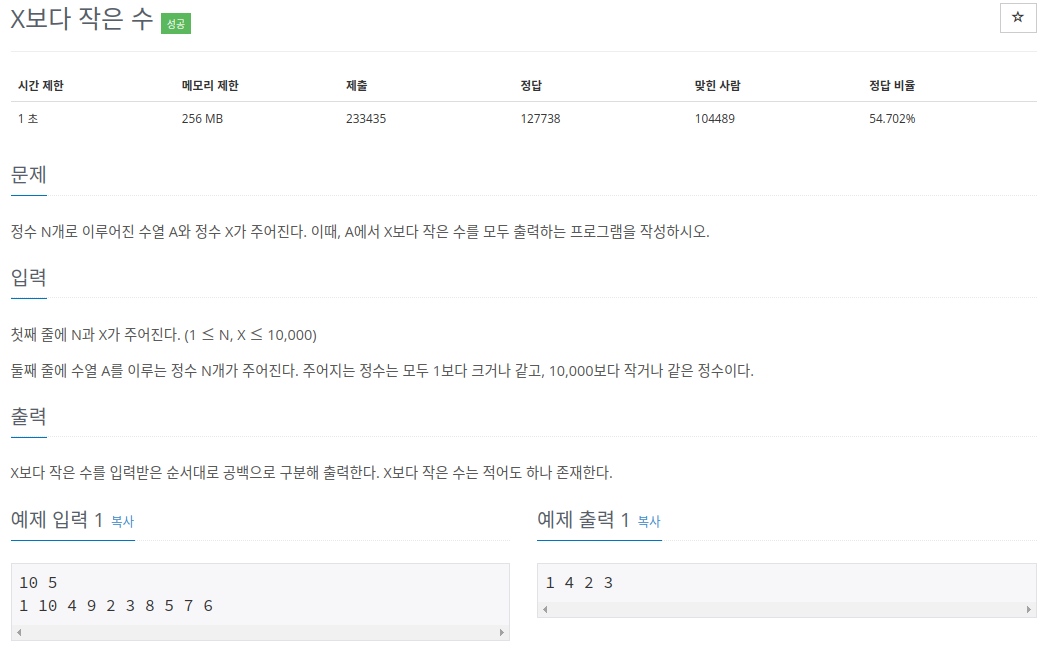 X보다 작은 수 성공
☆
시간 제한 메모리 제한 제출 정답 맞힌 사람 정답 비율
1 초 256 MB 233435 127738 104489 54.702%
문제
정수 N개로 이루어진 수열 A와 정수 X가 주어진다. 이때, A에서 X보다 작은 수를 모두 출력하는 프로그램을 작성하시오.
입력
첫째 줄에 N과 X가 주어진다. (1 ≤ N, X ≤ 10,000)
둘째 줄에 수열 A를 이루는 정수 N개가 주어진다. 주어지는 정수는 모두 1보다 크거나 같고, 10,000보다 작거나 같은 정수이다.
출력
X보다 작은 수를 입력받은 순서대로 공백으로 구분해 출력한다. X보다 작은 수는 적어도 하나 존재한다.
예제 입력 1 복사
10 5
1 10 4 9 2 3 8 5 7 6
예제 출력 1 복사
1 4 2 3